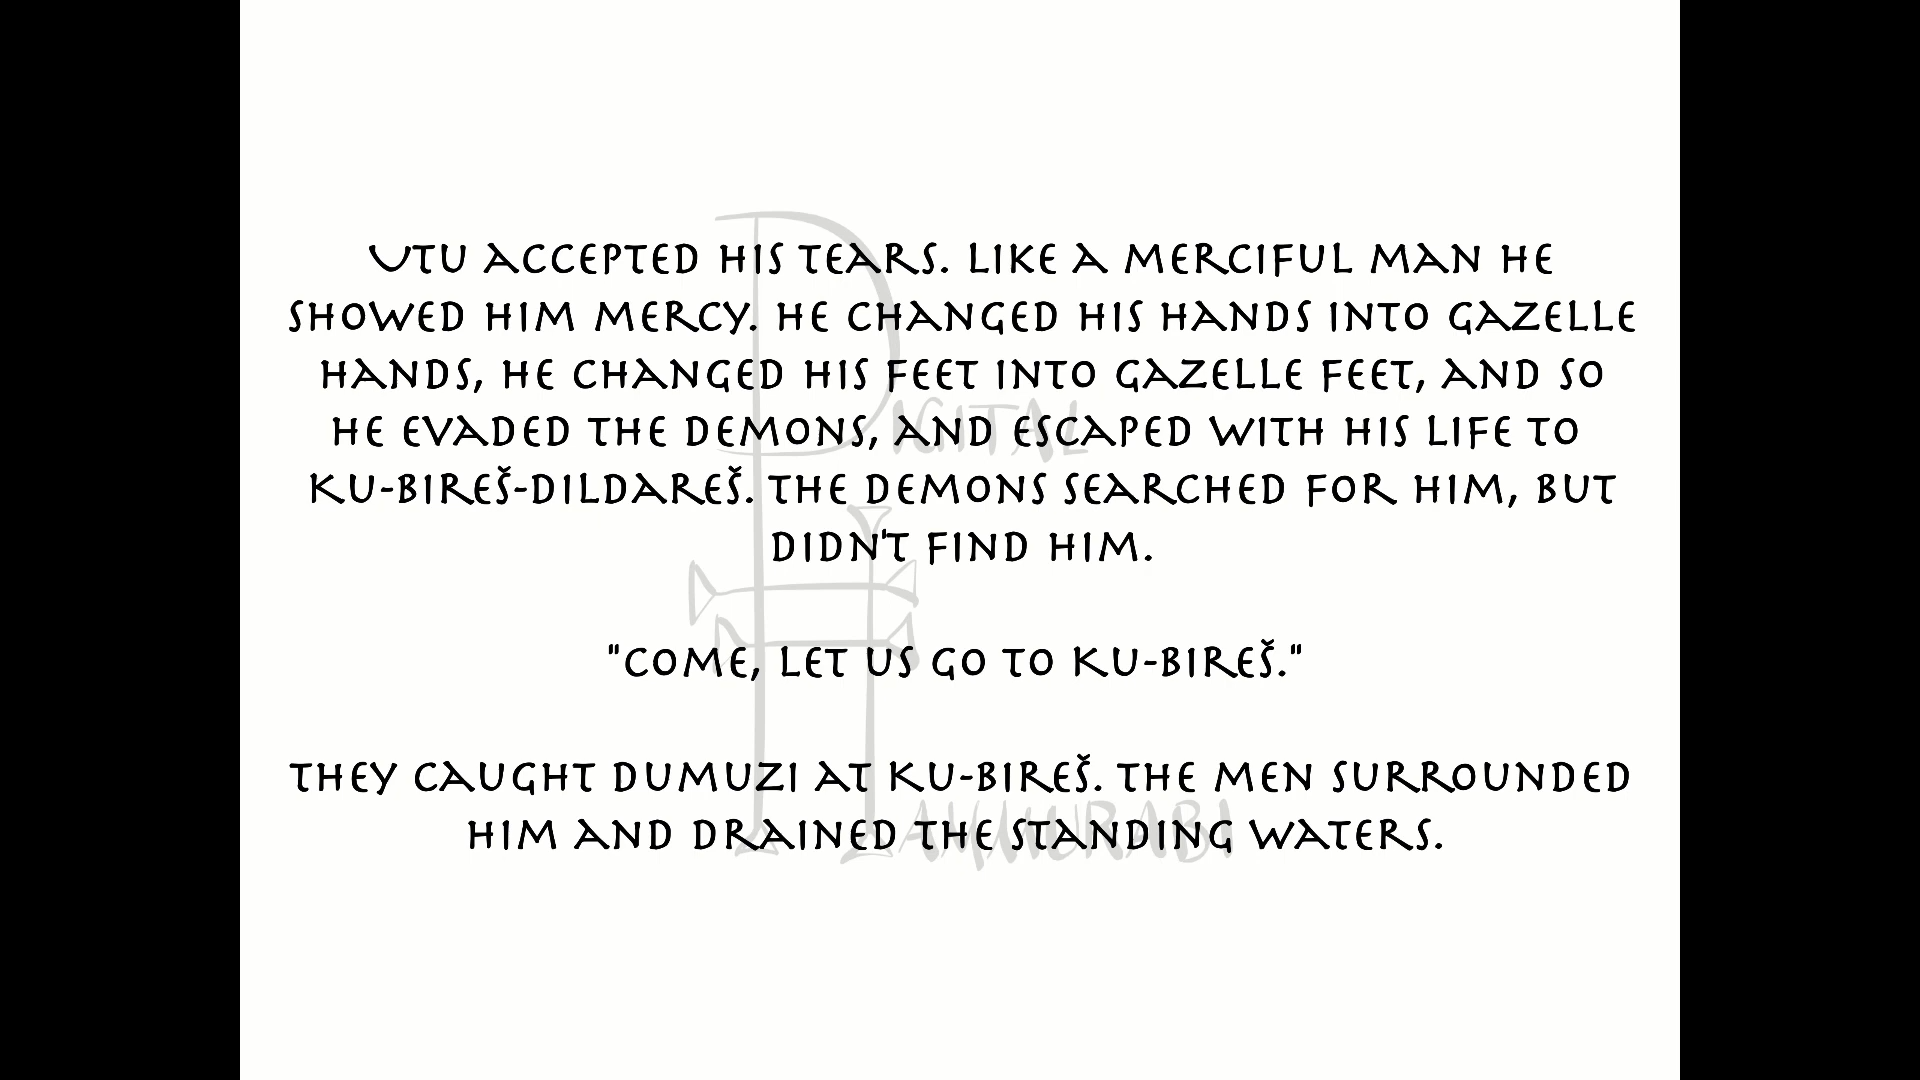 Utu accepted his tears. Like a merciful man he
showed him mercy. He changed his hands into gazelle
hands, he changed his feet into gazelle feet, and so
he evaded the demons, and escaped with his life to
Ku-bireš-dildareš. The demons searched for him, but
didn't find him.
"Come, let us go to Ku-bireš."
They caught Dumuzi at Ku-bireš. The men surrounded
him and drained the standing waters.
Digital
Hammurabi